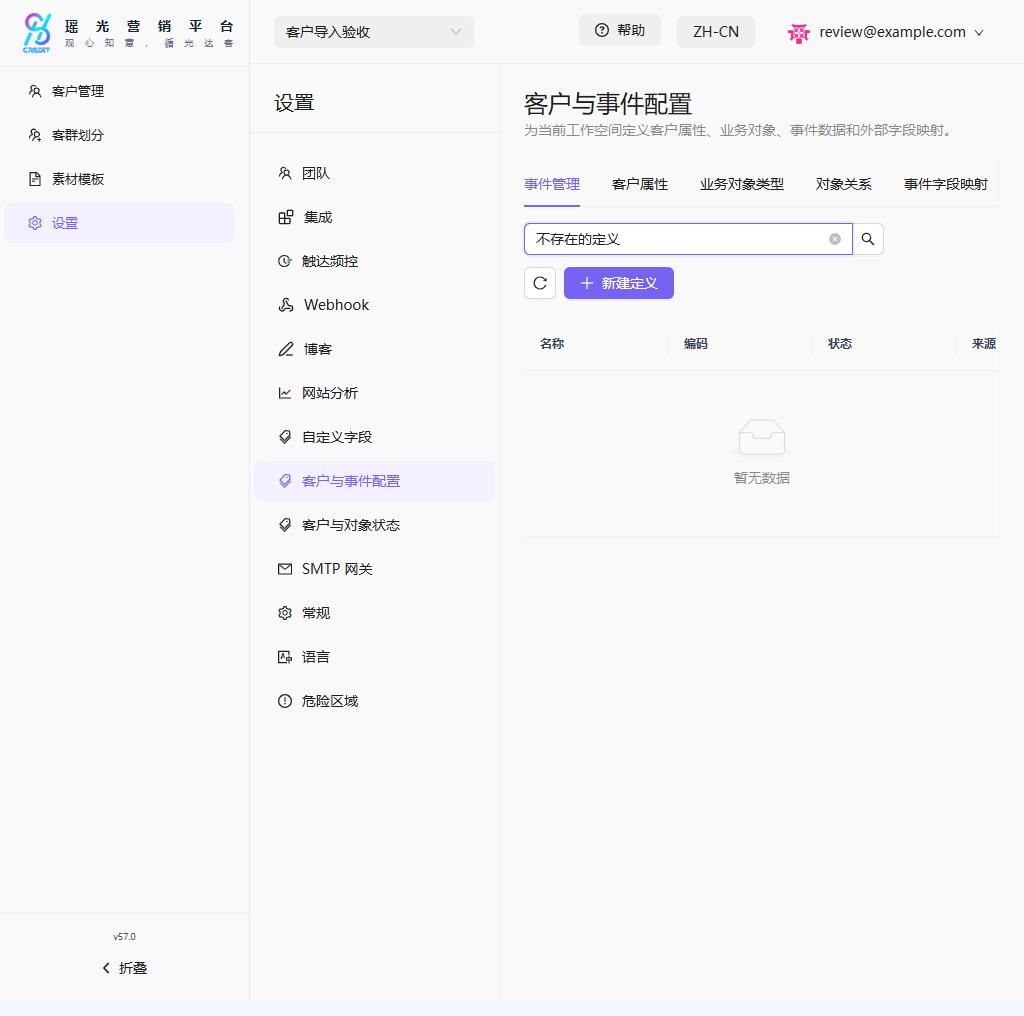 瑶光营销平台
观心知意,循光达客
CREDIT
客户导入验收
帮助
ZH-CN
review@example.com
客户管理
客群划分
素材模板
设置
v57.0
折叠
设置
团队
集成
触达频控
Webhook
博客
网站分析
自定义字段
客户与事件配置
客户与对象状态
SMTP 网关
常规
语言
危险区域
客户与事件配置
为当前工作空间定义客户属性、业务对象、事件数据和外部字段映射。
事件管理 客户属性 业务对象类型 对象关系 事件字段映射
不存在的定义
新建定义
名称 编码 状态 来源
暂无数据